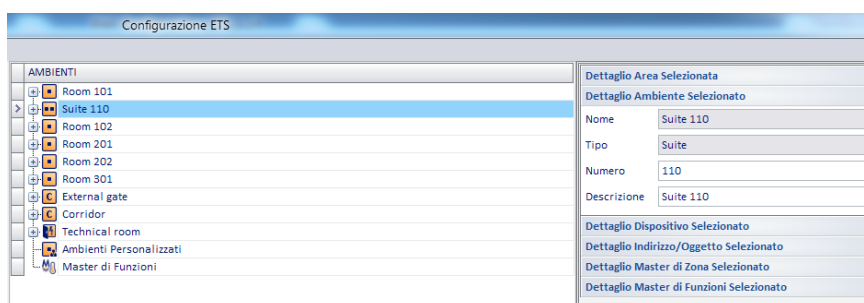 Configurazione ETS
AMBIENTI
Room 101
Suite 110
Room 102
Room 201
Room 202
Room 301
C External gate
C Corridor
Technical room
Ambienti Personalizzati
Master di Funzioni
Dettaglio Area Selezionata
Dettaglio Ambiente Selezionato
Nome Suite 110
Tipo Suite
Numero 110
Descrizione Suite 110
Dettaglio Dispositivo Selezionato
Dettaglio Indirizzo/Oggetto Selezionato
Dettaglio Master di Zona Selezionato
Dettaglio Master di Funzioni Selezionato